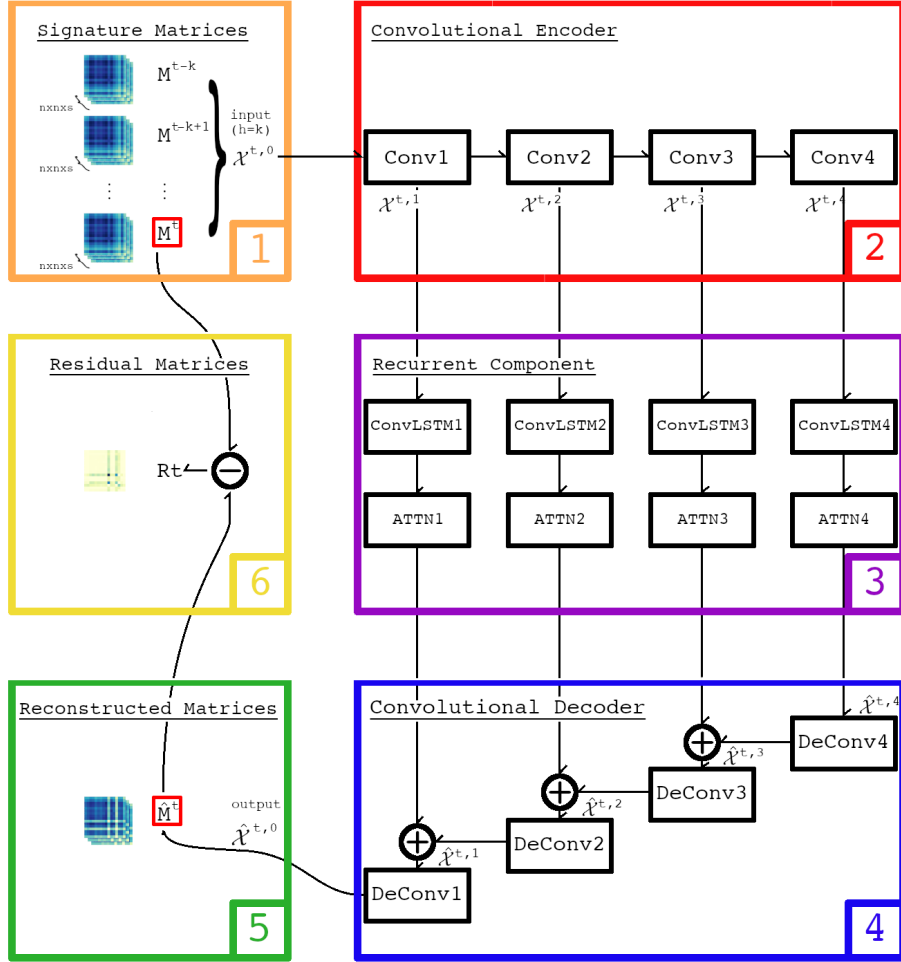 Signature Matrices
M^t-k
nxnxs
M^t-k+1
nxnxs
⋮ ⋮
M^t
nxnxs
input
(h=k)
𝒳^t,0
1
Convolutional Encoder
Conv1
Conv2
Conv3
Conv4
𝒳^t,1
𝒳^t,2
𝒳^t,3
𝒳^t,4
2
Residual Matrices
Rt
−
6
Recurrent Component
ConvLSTM1
ConvLSTM2
ConvLSTM3
ConvLSTM4
ATTN1
ATTN2
ATTN3
ATTN4
3
Reconstructed Matrices
M̂^t
output
𝒳̂^t,0
5
Convolutional Decoder
𝒳̂^t,4
DeConv4
+
𝒳̂^t,3
DeConv3
+
𝒳̂^t,2
DeConv2
+
𝒳̂^t,1
DeConv1
4